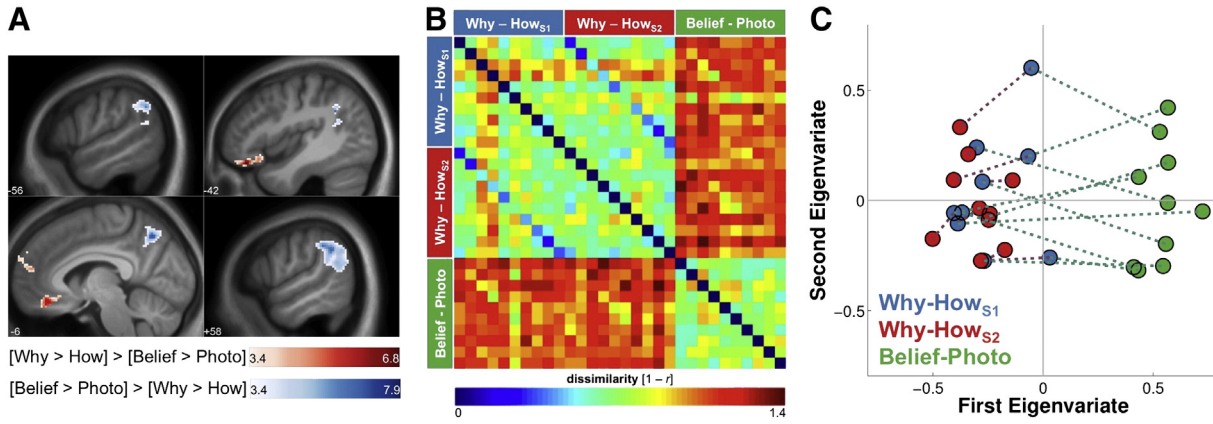 A
-56
-42
-6
+58
[Why > How] > [Belief > Photo] 3.4 6.8
[Belief > Photo] > [Why > How] 3.4 7.9
B
Why – HowS1 Why – HowS2 Belief - Photo
Why – HowS1
Why – HowS2
Belief - Photo
dissimilarity [1 – r]
0 1.4
C
Second Eigenvariate
0.5
0
−0.5
Why-HowS1
Why-HowS2
Belief-Photo
−0.5 0 0.5
First Eigenvariate